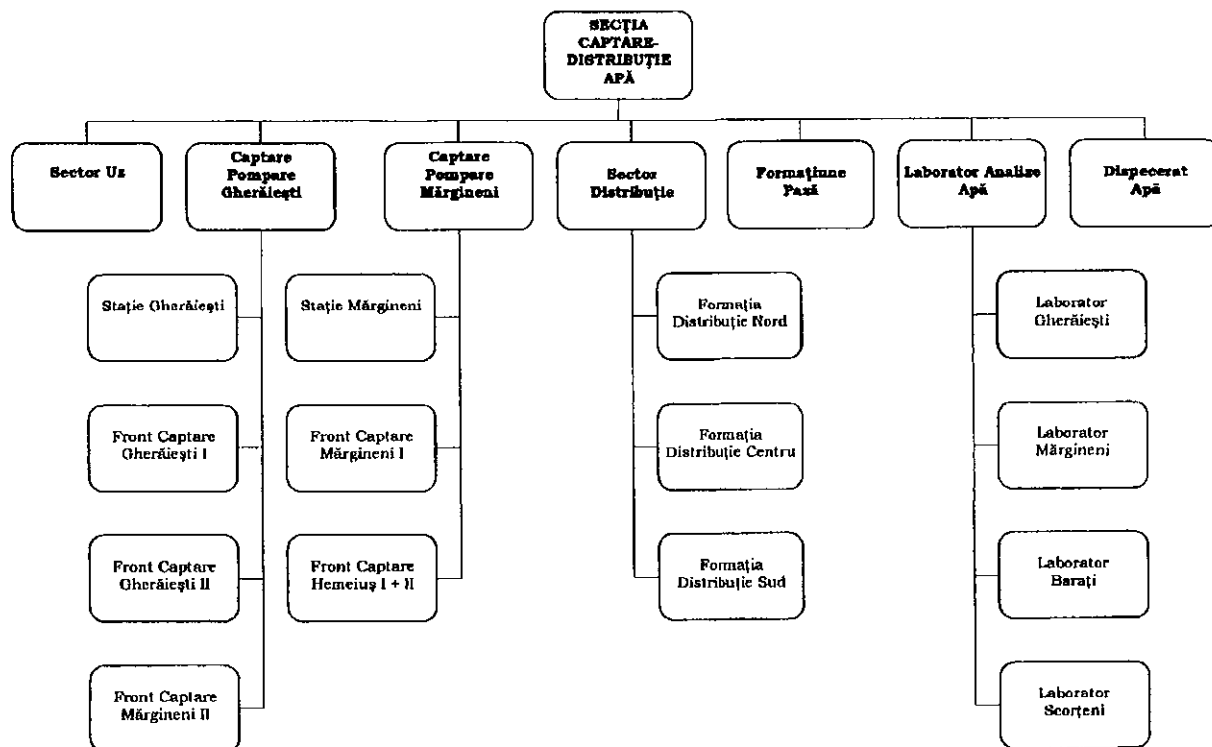 SECȚIA
CAPTARE-
DISTRIBUȚIE
APĂ
Sector Uz
Captare
Pompare
Gherăiești
Captare
Pompare
Mărgineni
Sector
Distribuție
Formațiune
Pază
Laborator Analize
Apă
Dispecerat
Apă
Stație Gherăiești
Stație Mărgineni
Formația
Distribuție Nord
Laborator
Gherăiești
Front Captare
Gherăiești I
Front Captare
Mărgineni I
Formația
Distribuție Centru
Laborator
Mărgineni
Front Captare
Gherăiești II
Front Captare
Hemeiuș I + II
Formația
Distribuție Sud
Laborator
Barați
Front Captare
Mărgineni II
Laborator
Scorțeni